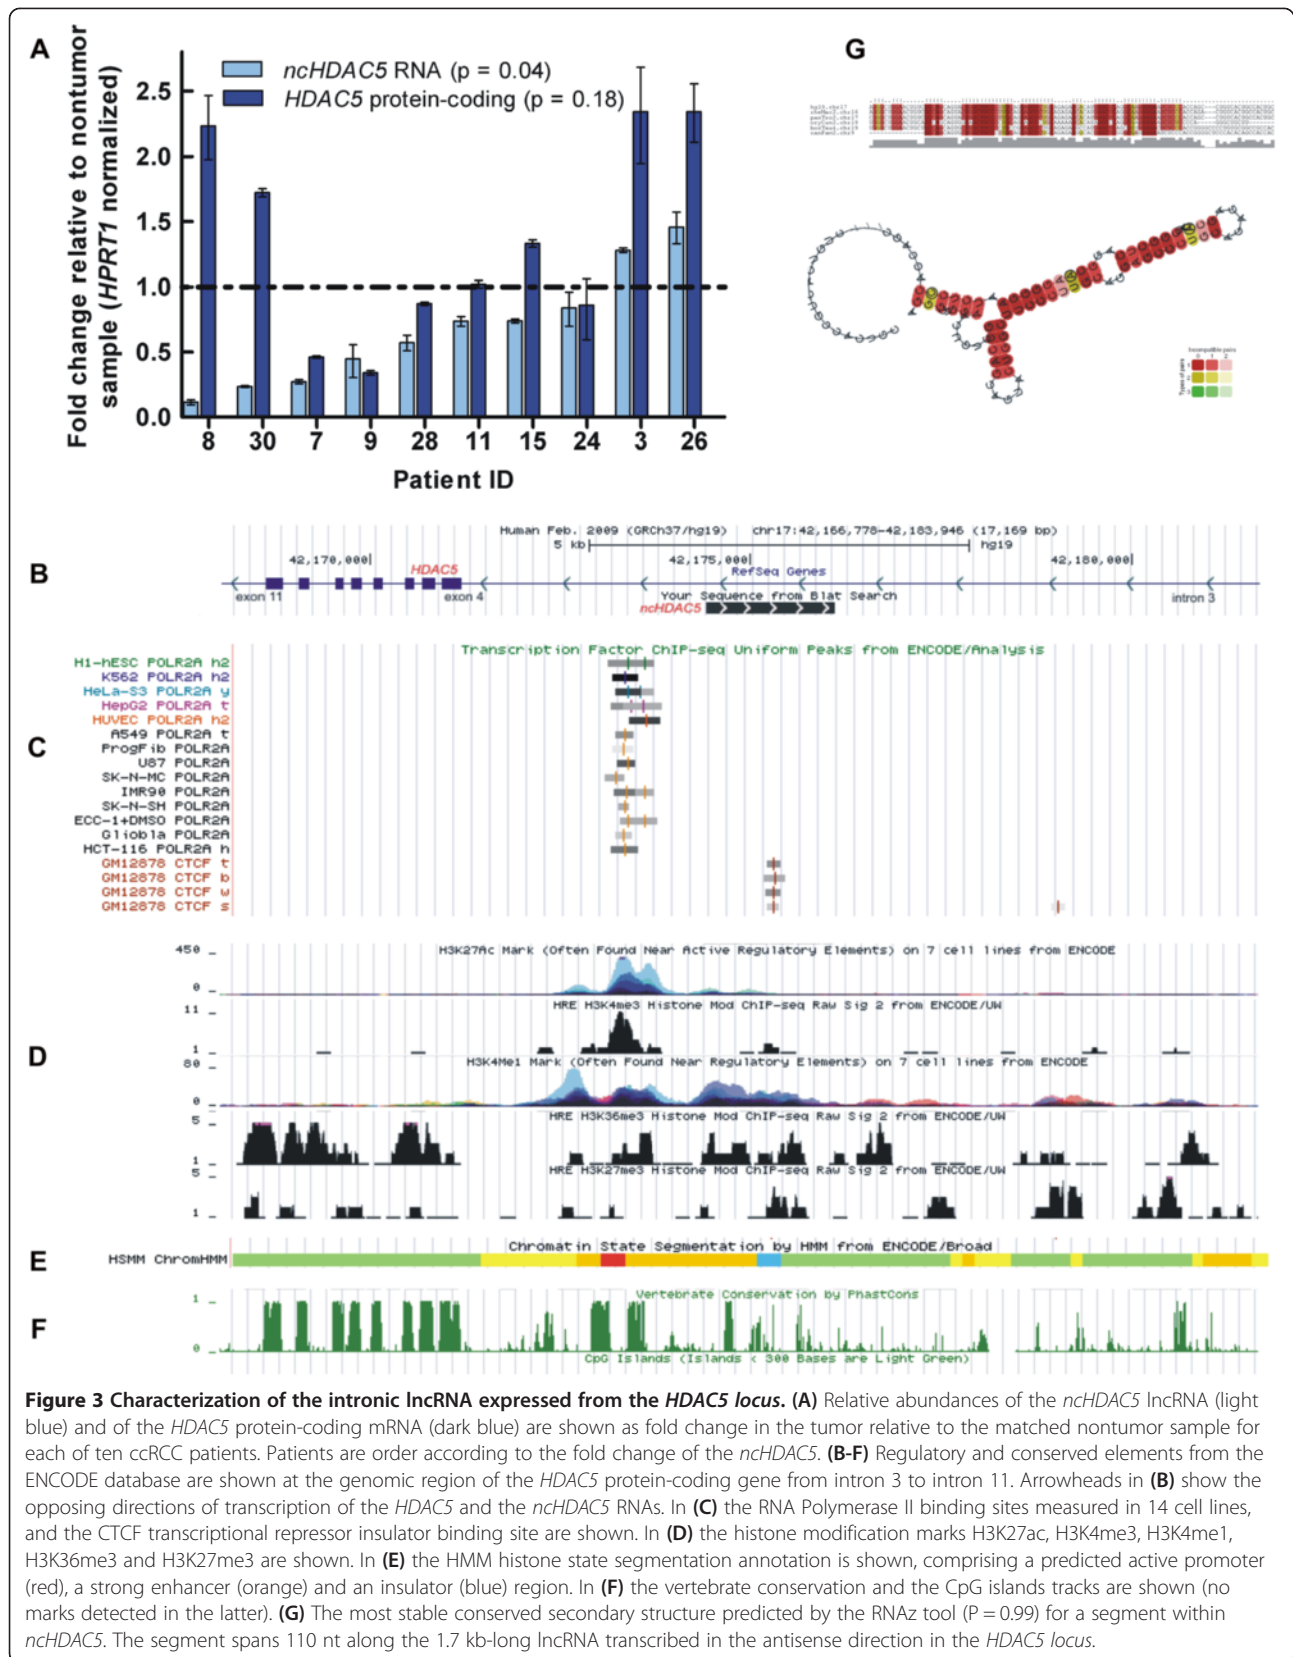 A
G
ncHDAC5 RNA (p = 0.04)
HDAC5 protein-coding (p = 0.18)
Fold change relative to nontumor
sample (HPRT1 normalized)
2.5
2.0
1.5
1.0
0.5
0.0
8 30 7 9 28 11 15 24 3 26
Patient ID
Incompatible pairs
0 1 2
Types of pairs
B
Human Feb. 2009 (GRCh37/hg19) chr17:42,166,778-42,183,946 (17,169 bp)
5 kb hg19
42,170,000 42,175,000 42,180,000
HDAC5
RefSeq Genes
exon 11 exon 4 Your Sequence from Blat Search intron 3
ncHDAC5
C
Transcription Factor ChIP-seq Uniform Peaks from ENCODE/Analysis
H1-hESC POLR2A h2
K562 POLR2A h2
HeLa-S3 POLR2A y
HepG2 POLR2A t
HUVEC POLR2A h2
A549 POLR2A t
ProgFib POLR2A
U87 POLR2A
SK-N-MC POLR2A
IMR90 POLR2A
SK-N-SH POLR2A
ECC-1+DMSO POLR2A
Gliobla POLR2A
HCT-116 POLR2A h
GM12878 CTCF t
GM12878 CTCF b
GM12878 CTCF w
GM12878 CTCF s
D
450
H3K27Ac Mark (Often Found Near Active Regulatory Elements) on 7 cell lines from ENCODE
0
HRE H3K4me3 Histone Mod ChIP-seq Raw Sig 2 from ENCODE/UW
11
1
H3K4Me1 Mark (Often Found Near Regulatory Elements) on 7 cell lines from ENCODE
80
0
HRE H3K36me3 Histone Mod ChIP-seq Raw Sig 2 from ENCODE/UW
5
1
HRE H3K27me3 Histone Mod ChIP-seq Raw Sig 2 from ENCODE/UW
5
1
E
Chromatin State Segmentation by HMM from ENCODE/Broad
HSMM ChromHMM
F
Vertebrate Conservation by PhastCons
1
0
CpG Islands (Islands < 300 Bases are Light Green)
Figure 3 Characterization of the intronic lncRNA expressed from the HDAC5 locus. (A) Relative abundances of the ncHDAC5 lncRNA (light
blue) and of the HDAC5 protein-coding mRNA (dark blue) are shown as fold change in the tumor relative to the matched nontumor sample for
each of ten ccRCC patients. Patients are order according to the fold change of the ncHDAC5. (B-F) Regulatory and conserved elements from the
ENCODE database are shown at the genomic region of the HDAC5 protein-coding gene from intron 3 to intron 11. Arrowheads in (B) show the
opposing directions of transcription of the HDAC5 and the ncHDAC5 RNAs. In (C) the RNA Polymerase II binding sites measured in 14 cell lines,
and the CTCF transcriptional repressor insulator binding site are shown. In (D) the histone modification marks H3K27ac, H3K4me3, H3K4me1,
H3K36me3 and H3K27me3 are shown. In (E) the HMM histone state segmentation annotation is shown, comprising a predicted active promoter
(red), a strong enhancer (orange) and an insulator (blue) region. In (F) the vertebrate conservation and the CpG islands tracks are shown (no
marks detected in the latter). (G) The most stable conserved secondary structure predicted by the RNAz tool (P = 0.99) for a segment within
ncHDAC5. The segment spans 110 nt along the 1.7 kb-long lncRNA transcribed in the antisense direction in the HDAC5 locus.